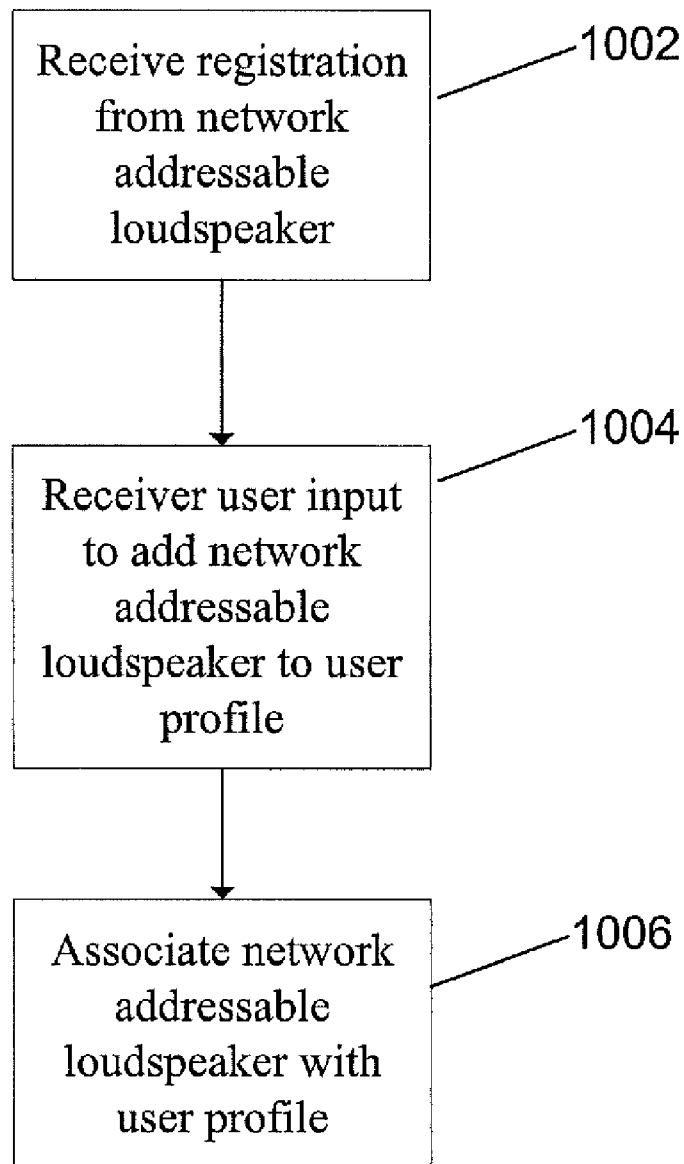 Receive registration
from network
addressable
loudspeaker
1002
Receiver user input
to add network
addressable
loudspeaker to user
profile
1004
Associate network
addressable
loudspeaker with
user profile
1006